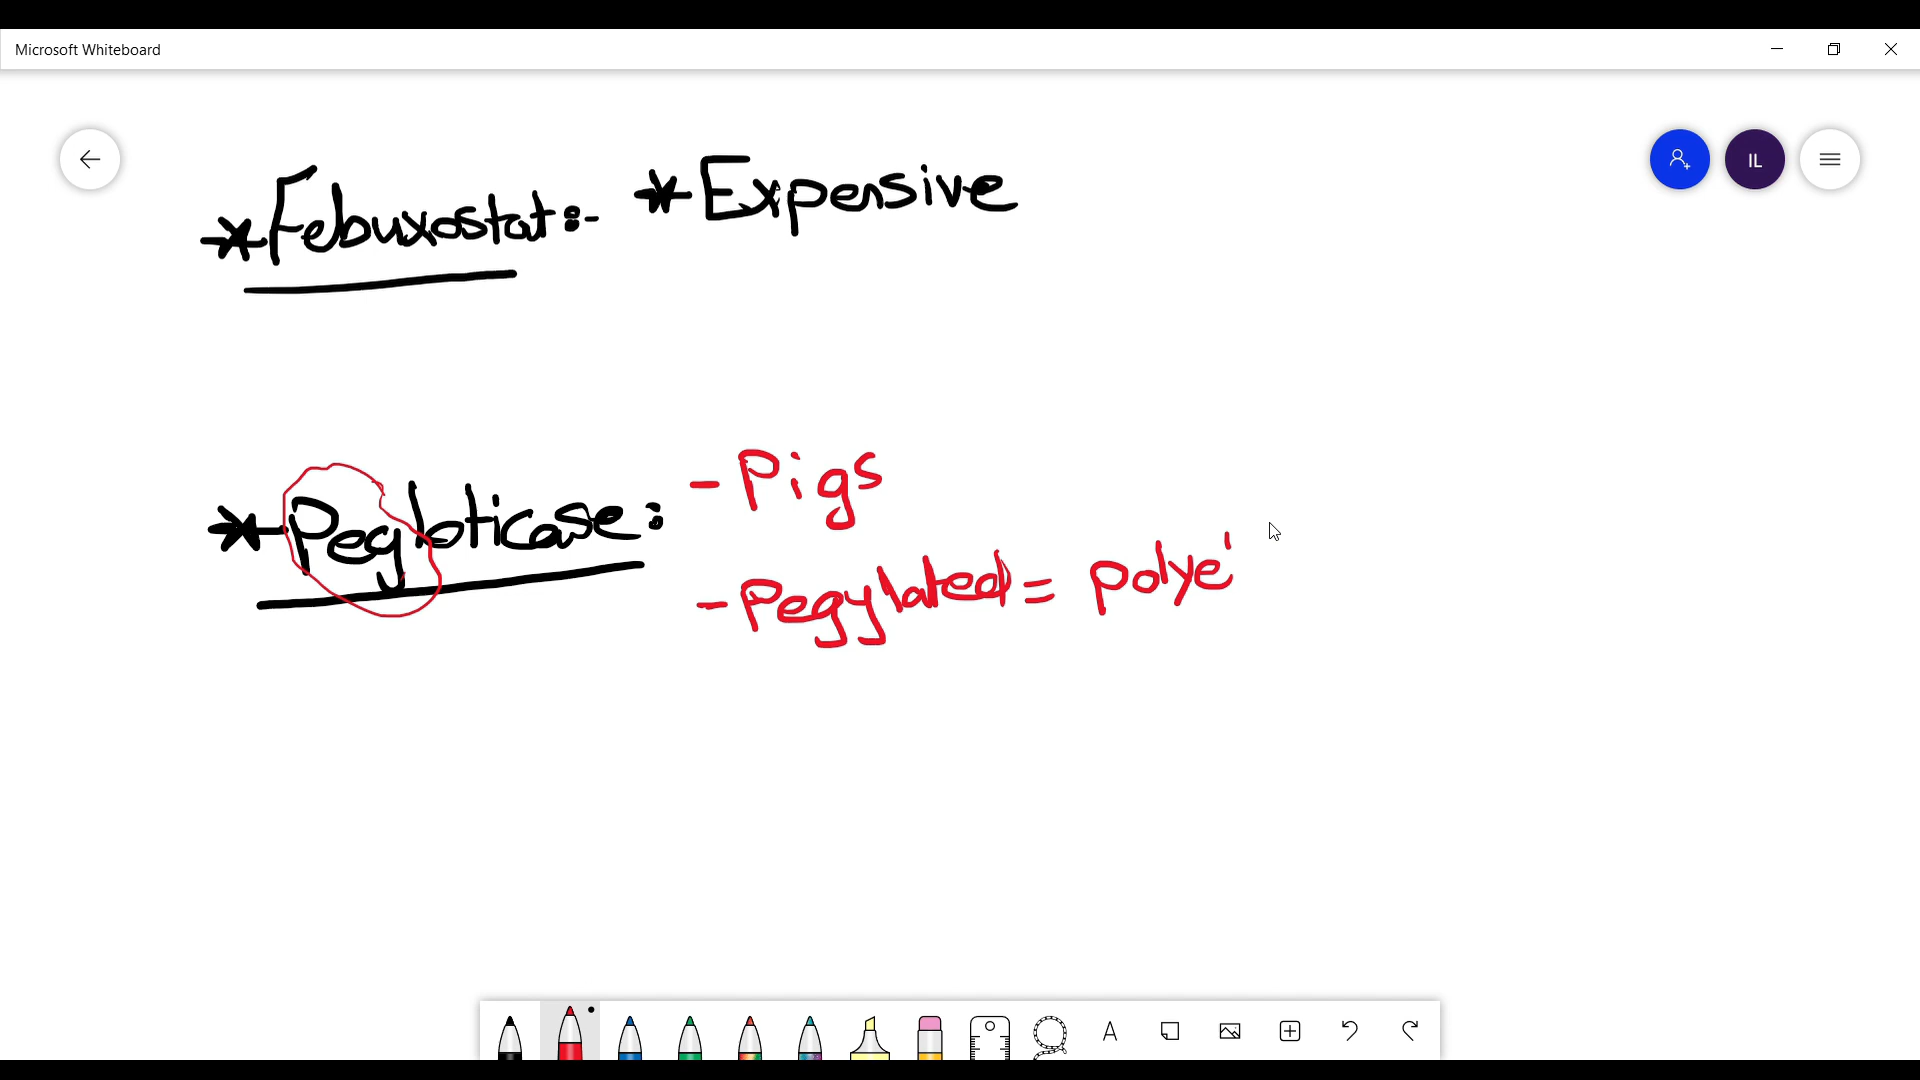 Microsoft Whiteboard
IL
*Febuxostat:- *Expensive
*Pegloticase: -Pigs
-Pegylated = polye'
A